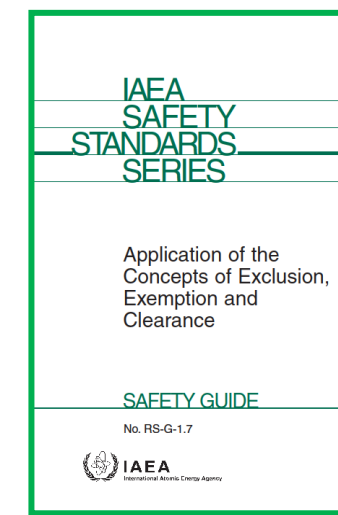 IAEA
SAFETY
STANDARDS
SERIES
Application of the
Concepts of Exclusion,
Exemption and
Clearance
SAFETY GUIDE
No. RS-G-1.7
IAEA
International Atomic Energy Agency